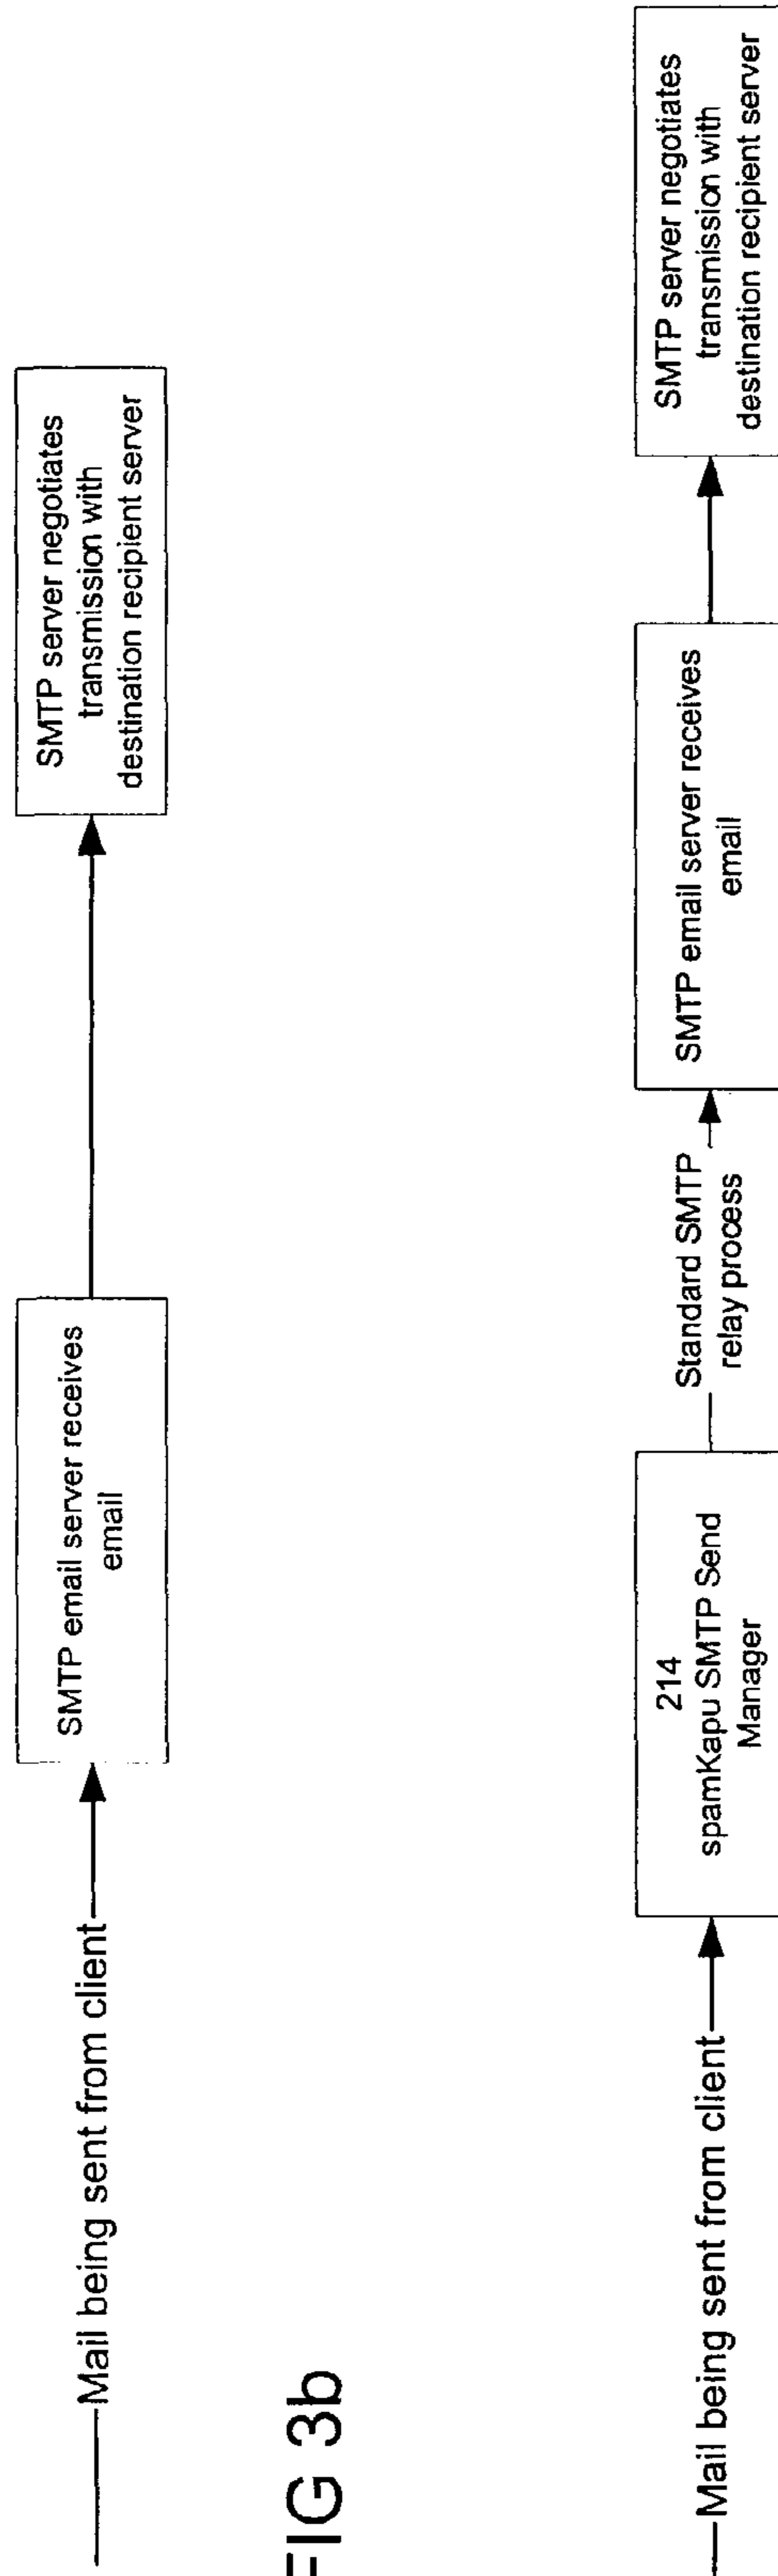 Mail being sent from client
SMTP email server receives
email
SMTP server negotiates
transmission with
destination recipient server
FIG 3b
Mail being sent from client
214
spamKapu SMTP Send
Manager
Standard SMTP
relay process
SMTP email server receives
email
SMTP server negotiates
transmission with
destination recipient server